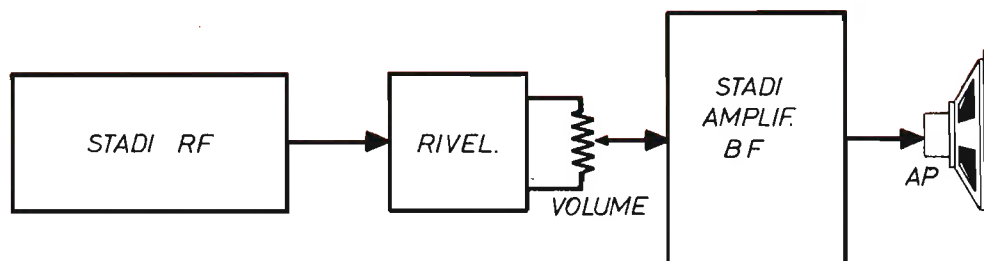 STADI RF
RIVEL.
VOLUME
STADI
AMPLIF.
BF
AP